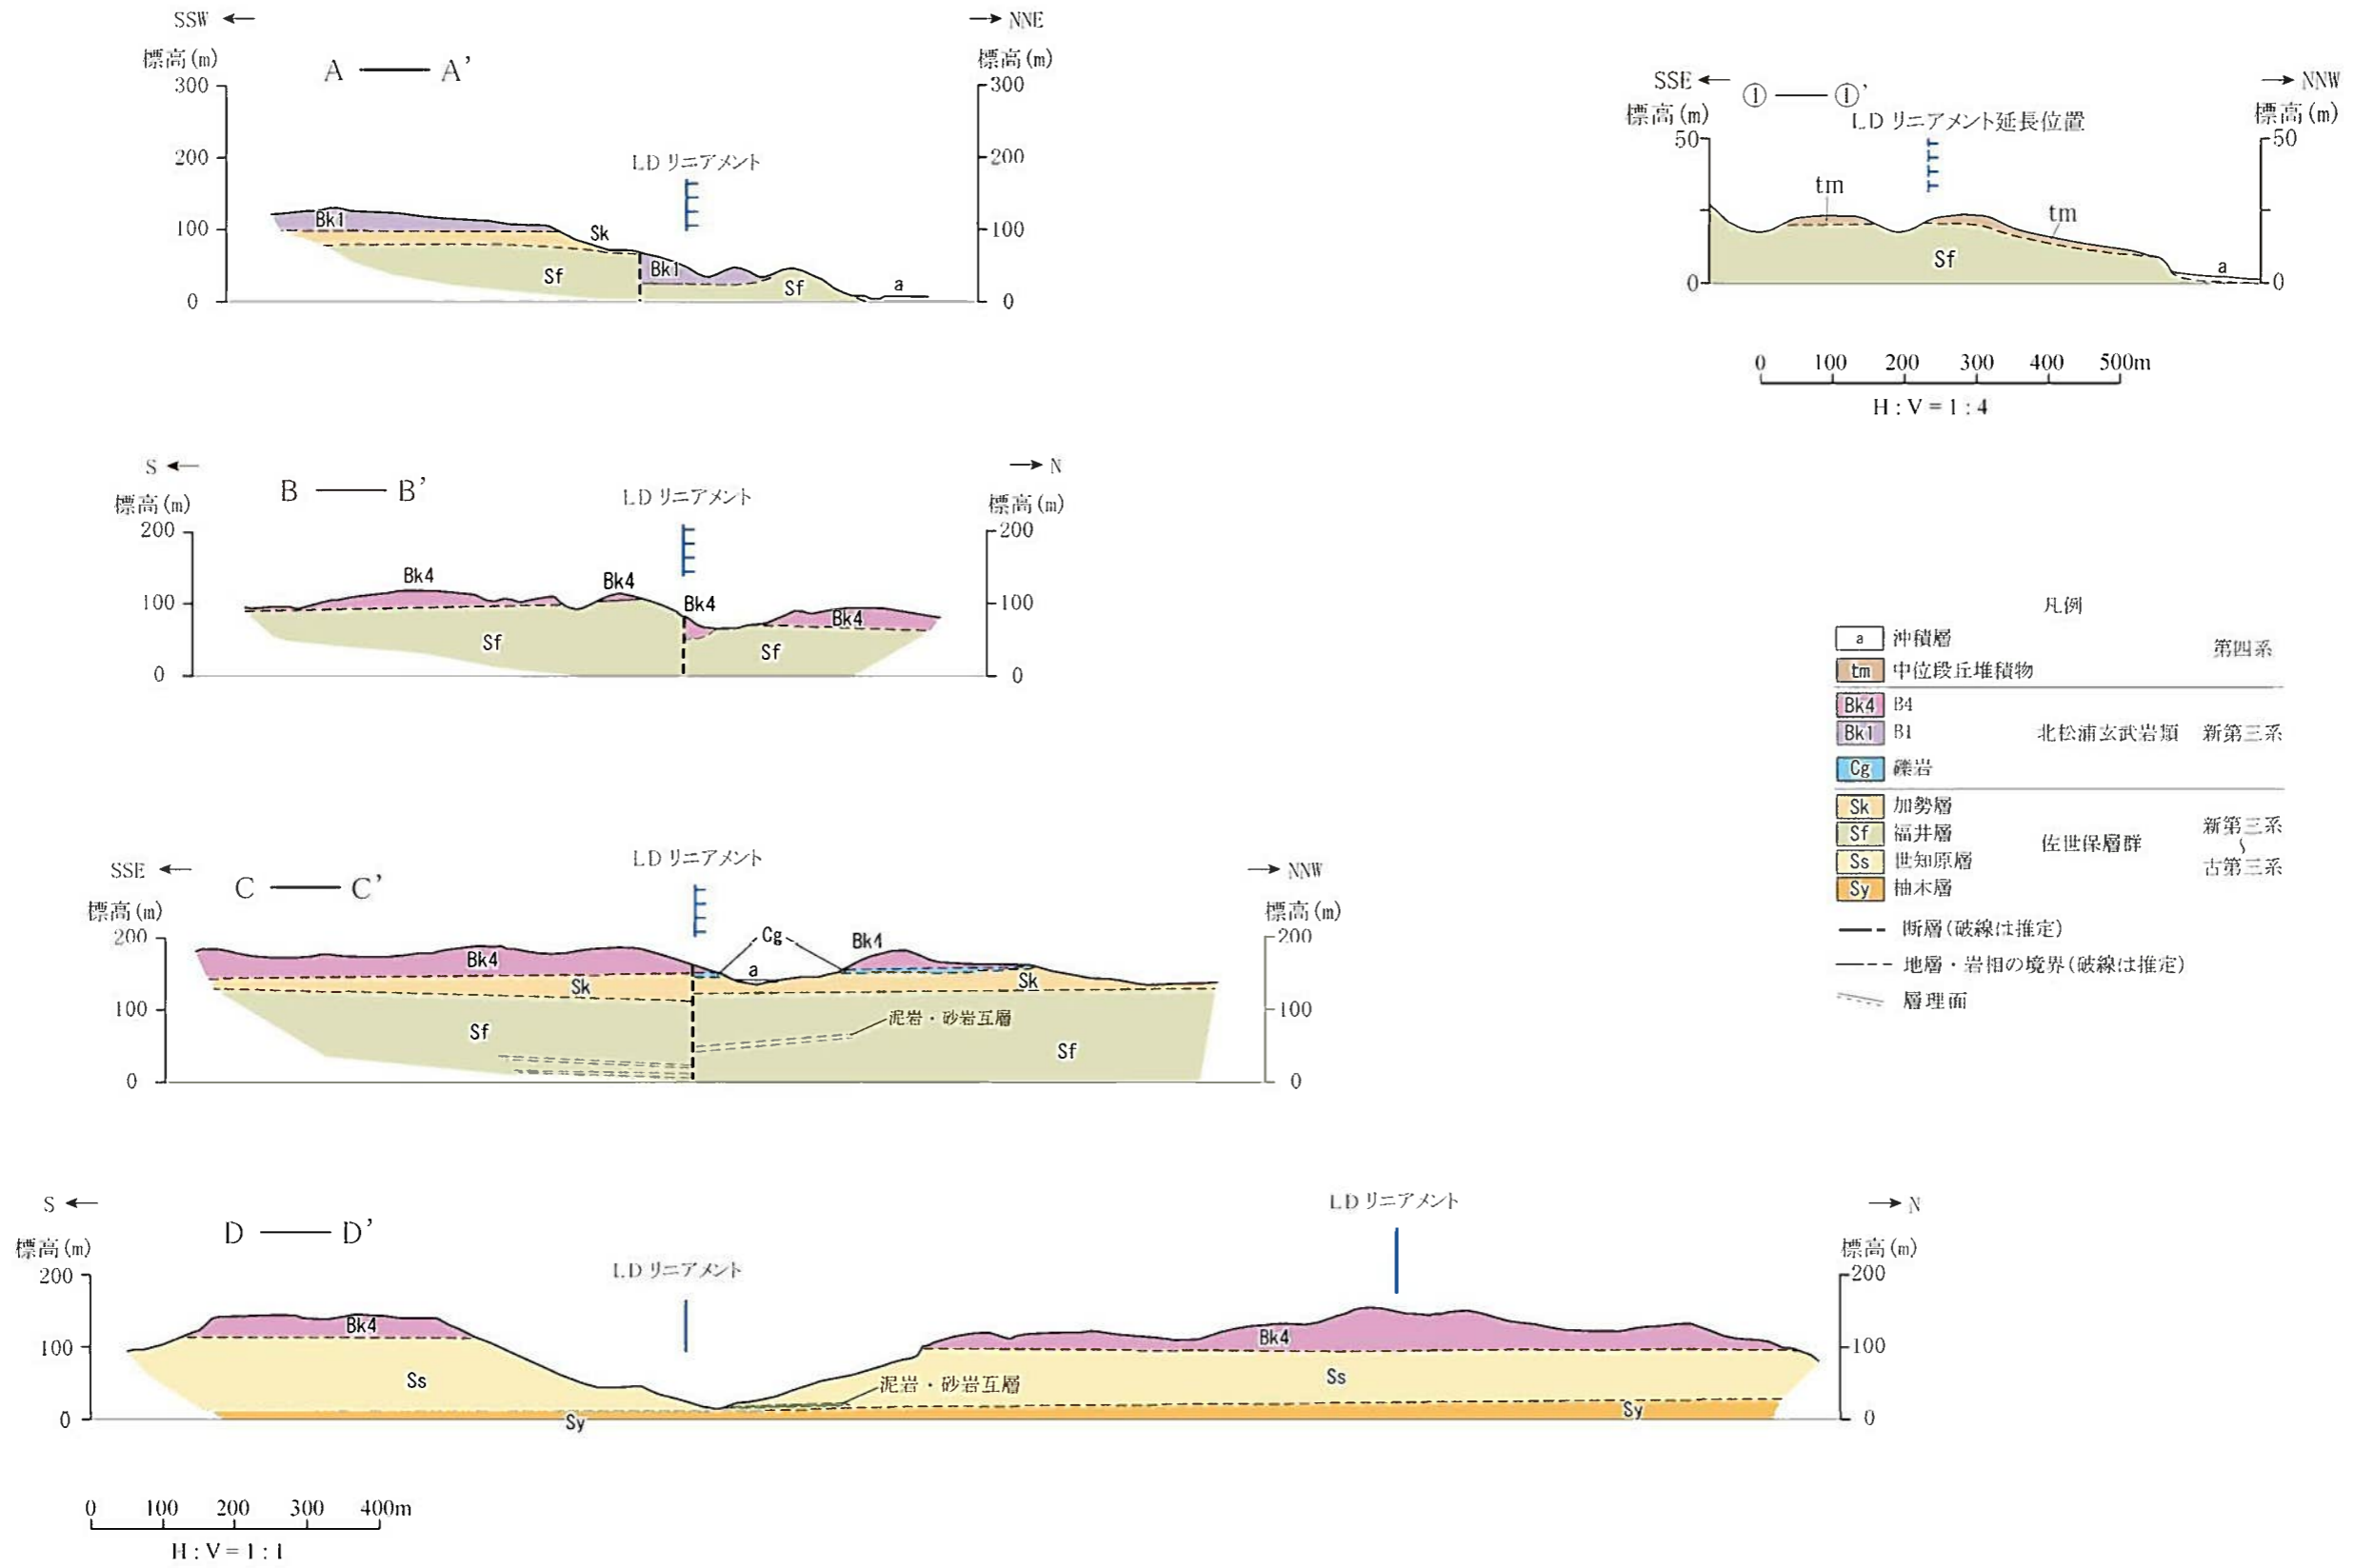 SSW ← → NNE
標高(m) A — A’ 標高(m)
300 300
200 LDリニアメント 200
100 Bk1 Sk 100
Sf Bk1 Sf a
0 0
SSE ← ① — ①’ → NNW
標高(m) LDリニアメント延長位置 標高(m)
50 50
tm tm
Sf a
0 0
0 100 200 300 400 500m
H:V=1:4
S ← → N
標高(m) B — B’ LDリニアメント 標高(m)
200 200
Bk4 Bk4
100 Bk4 Bk4 100
Sf Sf
0 0
SSE ← C — C’ LDリニアメント → NNW
標高(m) 標高(m)
200 Cg Bk4 200
Bk4 a
Sk Sk
100 泥岩・砂岩互層 100
Sf Sf
0 0
S ← LDリニアメント → N
標高(m) D — D’ 標高(m)
200 LDリニアメント 200
Bk4 Bk4
100 100
Ss 泥岩・砂岩互層 Ss
0 Sy Sy 0
0 100 200 300 400m
H:V=1:1
凡例
a 沖積層 第四系
tm 中位段丘堆積物
Bk4 B4
Bk1 B1 北松浦玄武岩類 新第三系
Cg 礫岩
Sk 加勢層 新第三系
Sf 福井層 佐世保層群 〜
Ss 世知原層 古第三系
Sy 柚木層
断層(破線は推定)
地層・岩相の境界(破線は推定)
層理面